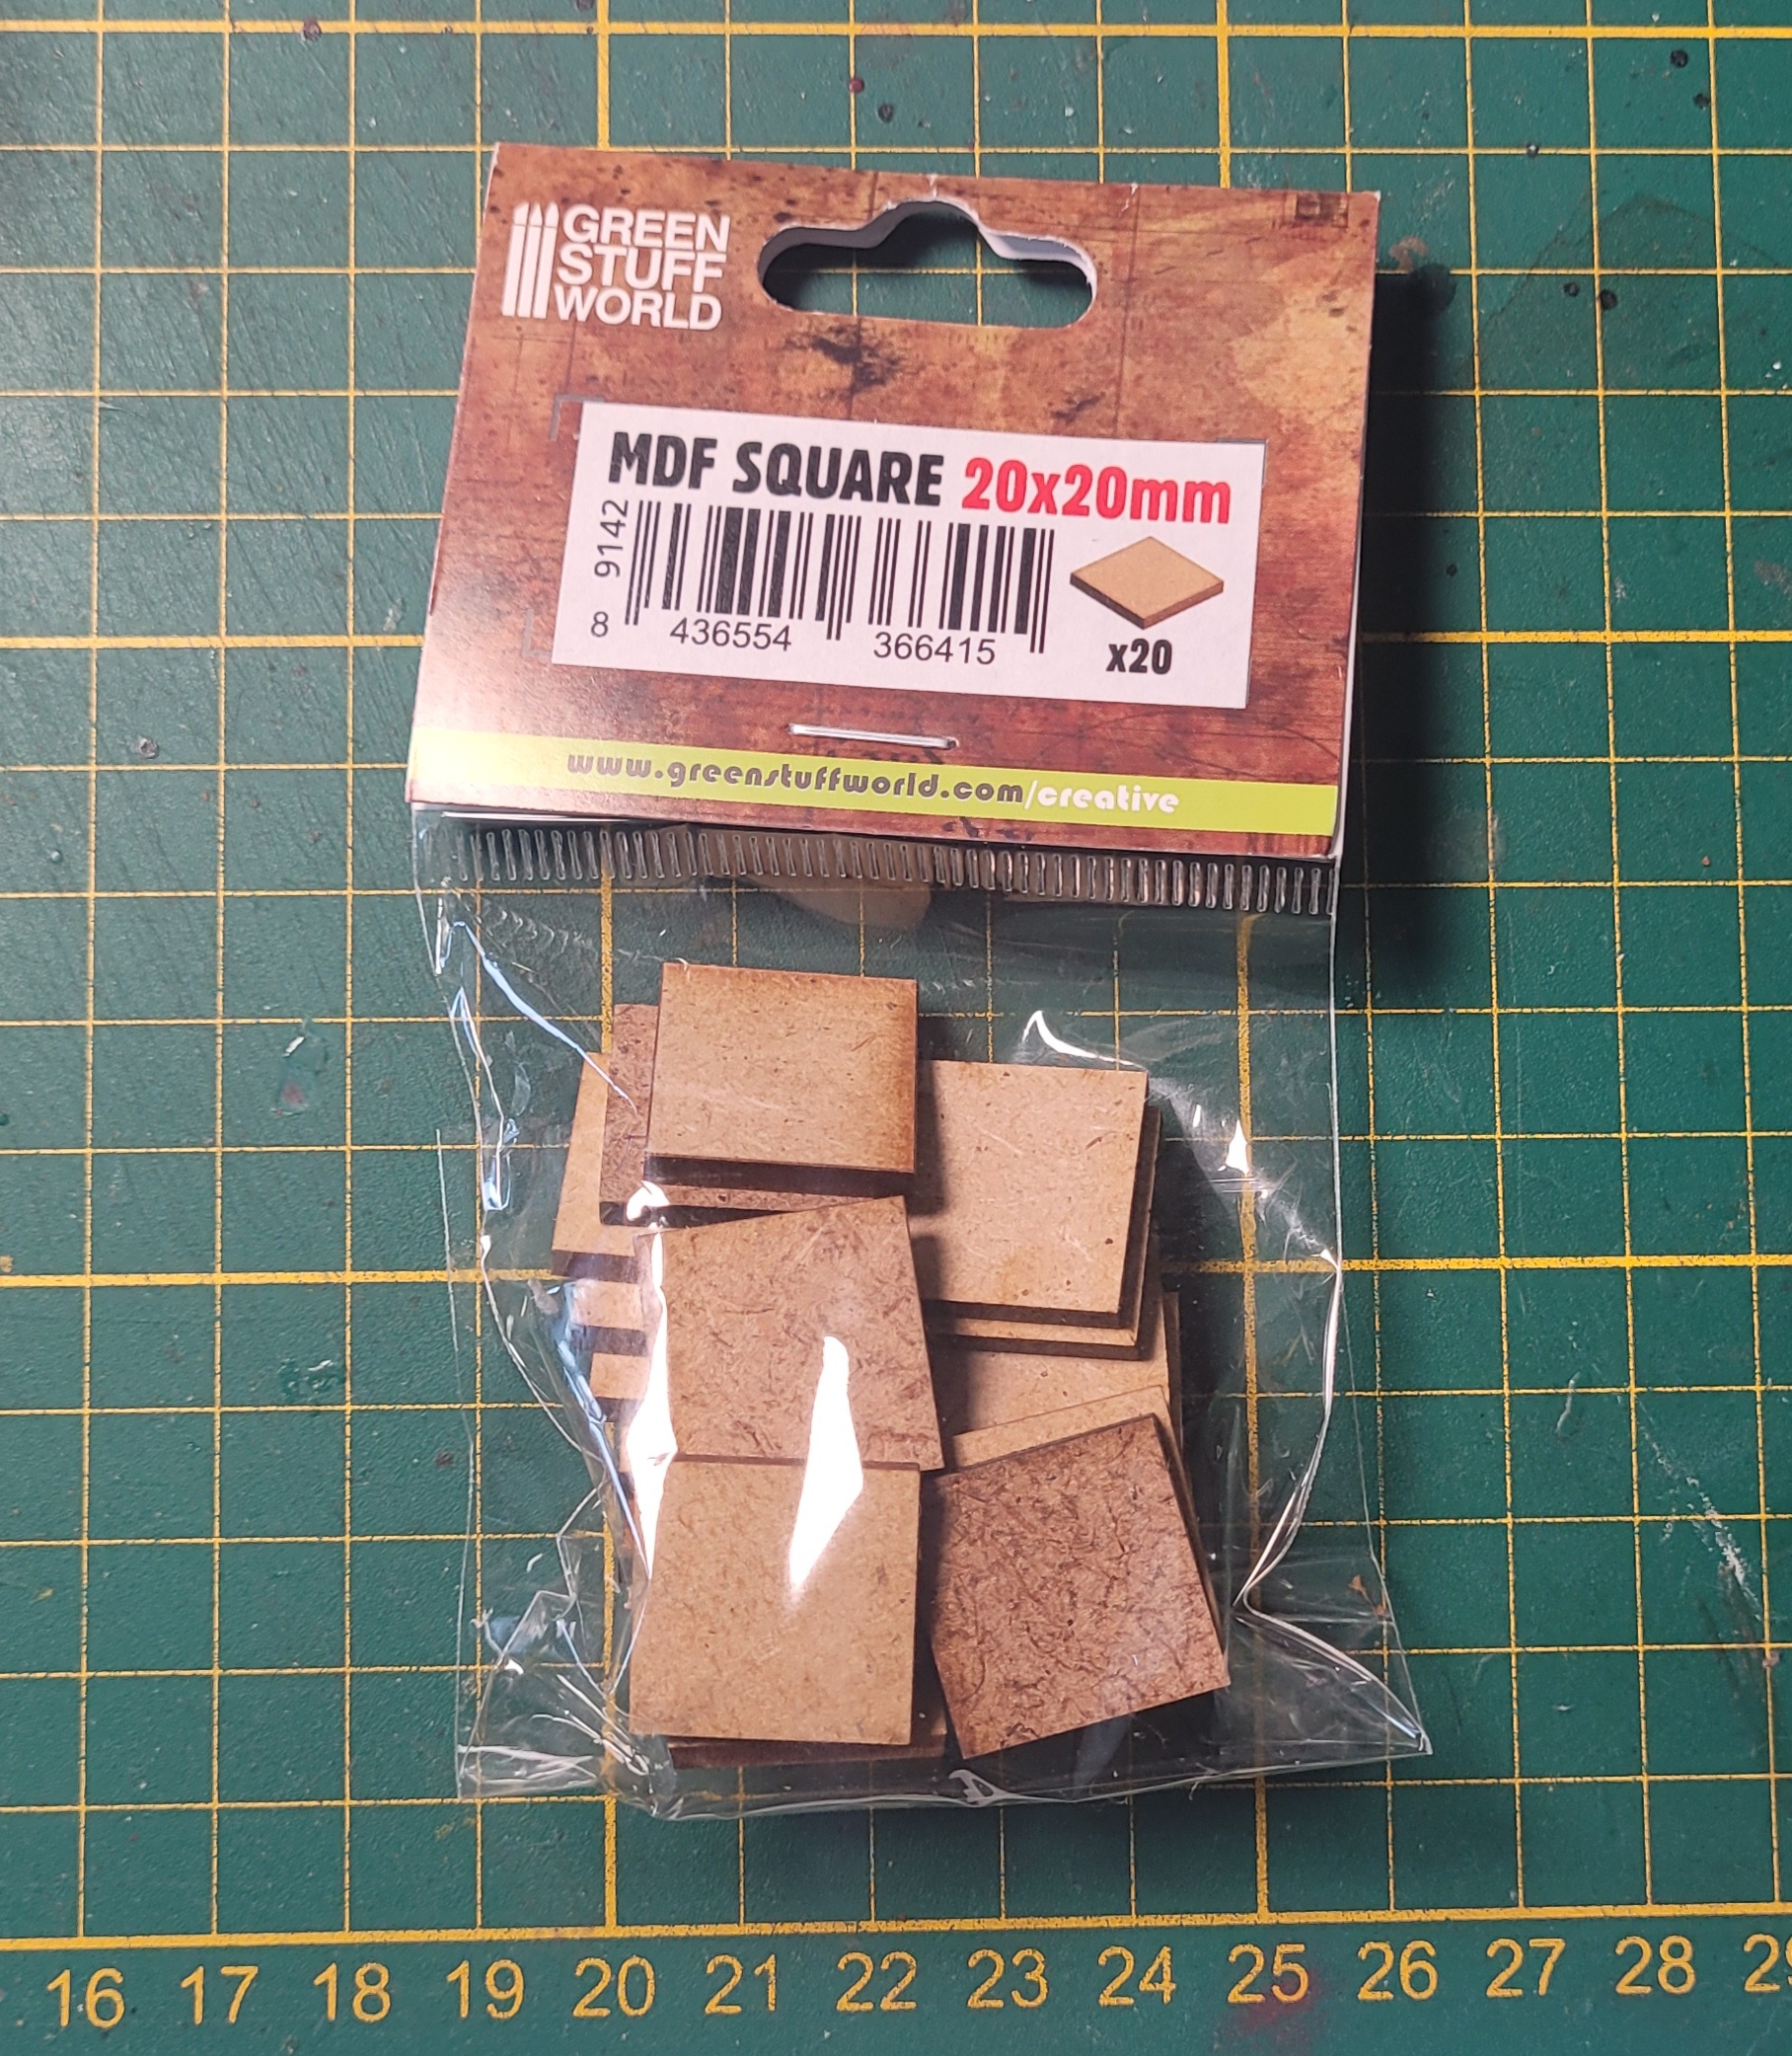 GREEN
STUFF
WORLD
MDF SQUARE 20x20mm
9142
8 436554 366415
x20
www.greenstuffworld.com/creative
16 17 18 19 20 21 22 23 24 25 26 27 28